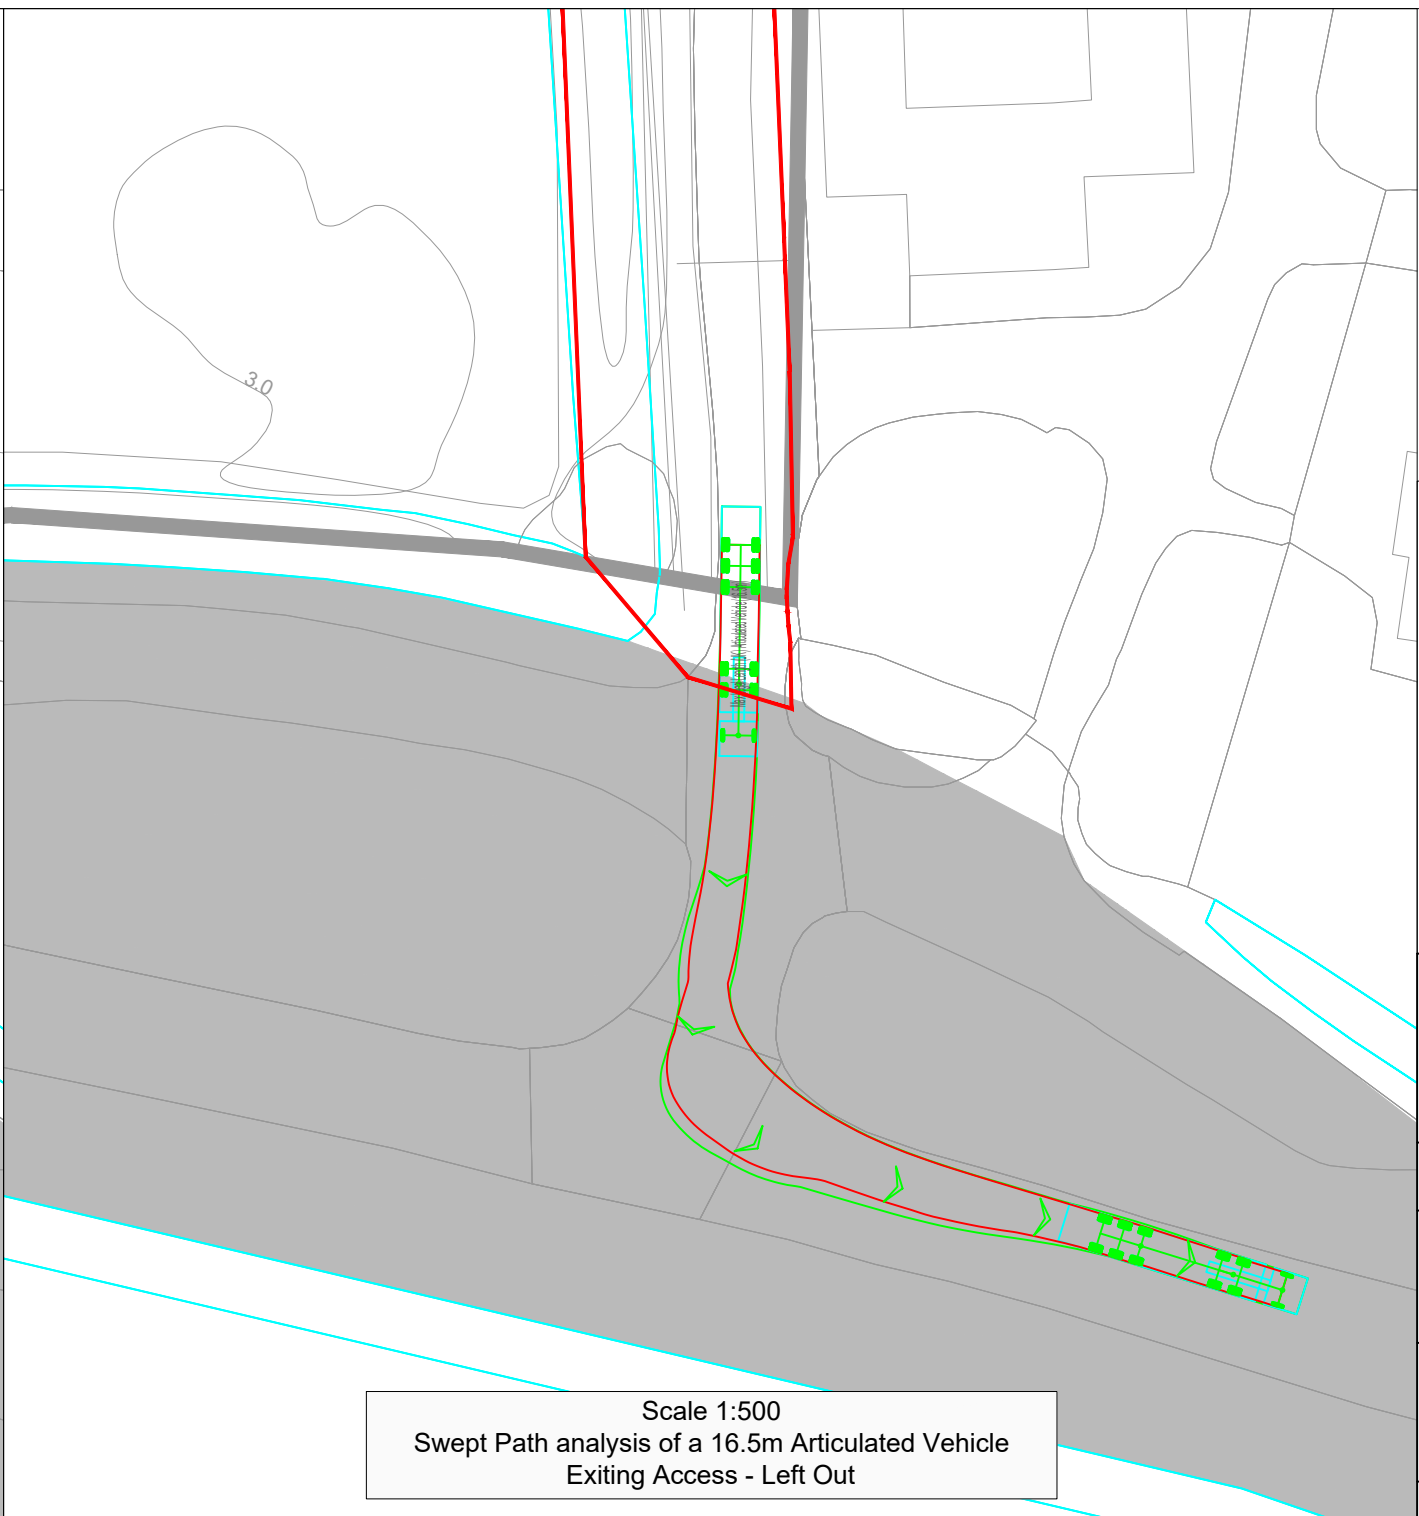 3.0
Scale 1:500
Swept Path analysis of a 16.5m Articulated Vehicle
Exiting Access - Left Out